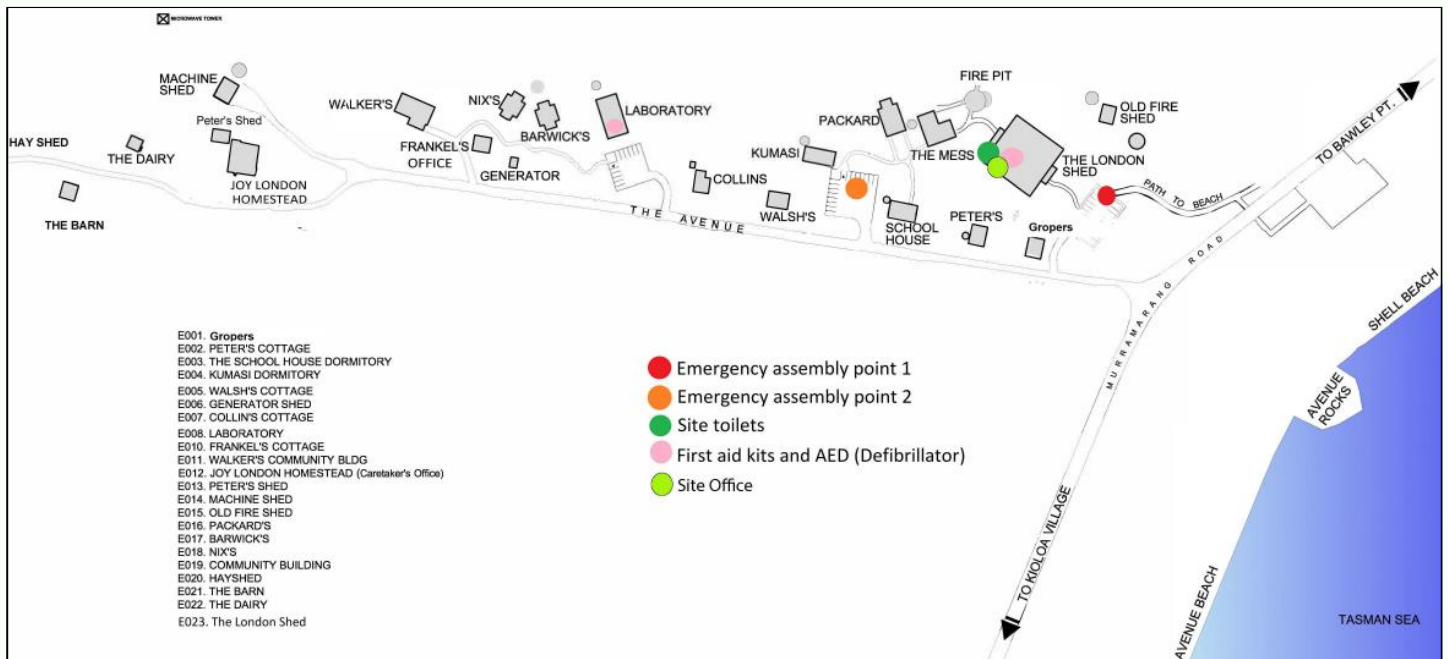 MICROWAVE TOWER
MACHINE
SHED
Peter's Shed
HAY SHED
THE DAIRY
JOY LONDON
HOMESTEAD
THE BARN
WALKER'S
NIX'S
BARWICK'S
FRANKEL'S
OFFICE
GENERATOR
LABORATORY
COLLINS
KUMASI
WALSH'S
PACKARD
FIRE PIT
THE MESS
OLD FIRE
SHED
THE LONDON
SHED
SCHOOL
HOUSE
PETER'S
Gropers
PATH TO BEACH
TO BAWLEY PT.
THE AVENUE
MURRAMARANG ROAD
TO KIOLOA VILLAGE
SHELL BEACH
AVENUE
ROCKS
AVENUE BEACH
TASMAN SEA
E001. Gropers
E002. PETER'S COTTAGE
E003. THE SCHOOL HOUSE DORMITORY
E004. KUMASI DORMITORY
E005. WALSH'S COTTAGE
E006. GENERATOR SHED
E007. COLLIN'S COTTAGE
E008. LABORATORY
E010. FRANKEL'S COTTAGE
E011. WALKER'S COMMUNITY BLDG
E012. JOY LONDON HOMESTEAD (Caretaker's Office)
E013. PETER'S SHED
E014. MACHINE SHED
E015. OLD FIRE SHED
E016. PACKARD'S
E017. BARWICK'S
E018. NIX'S
E019. COMMUNITY BUILDING
E020. HAYSHED
E021. THE BARN
E022. THE DAIRY
E023. The London Shed
Emergency assembly point 1
Emergency assembly point 2
Site toilets
First aid kits and AED (Defibrillator)
Site Office